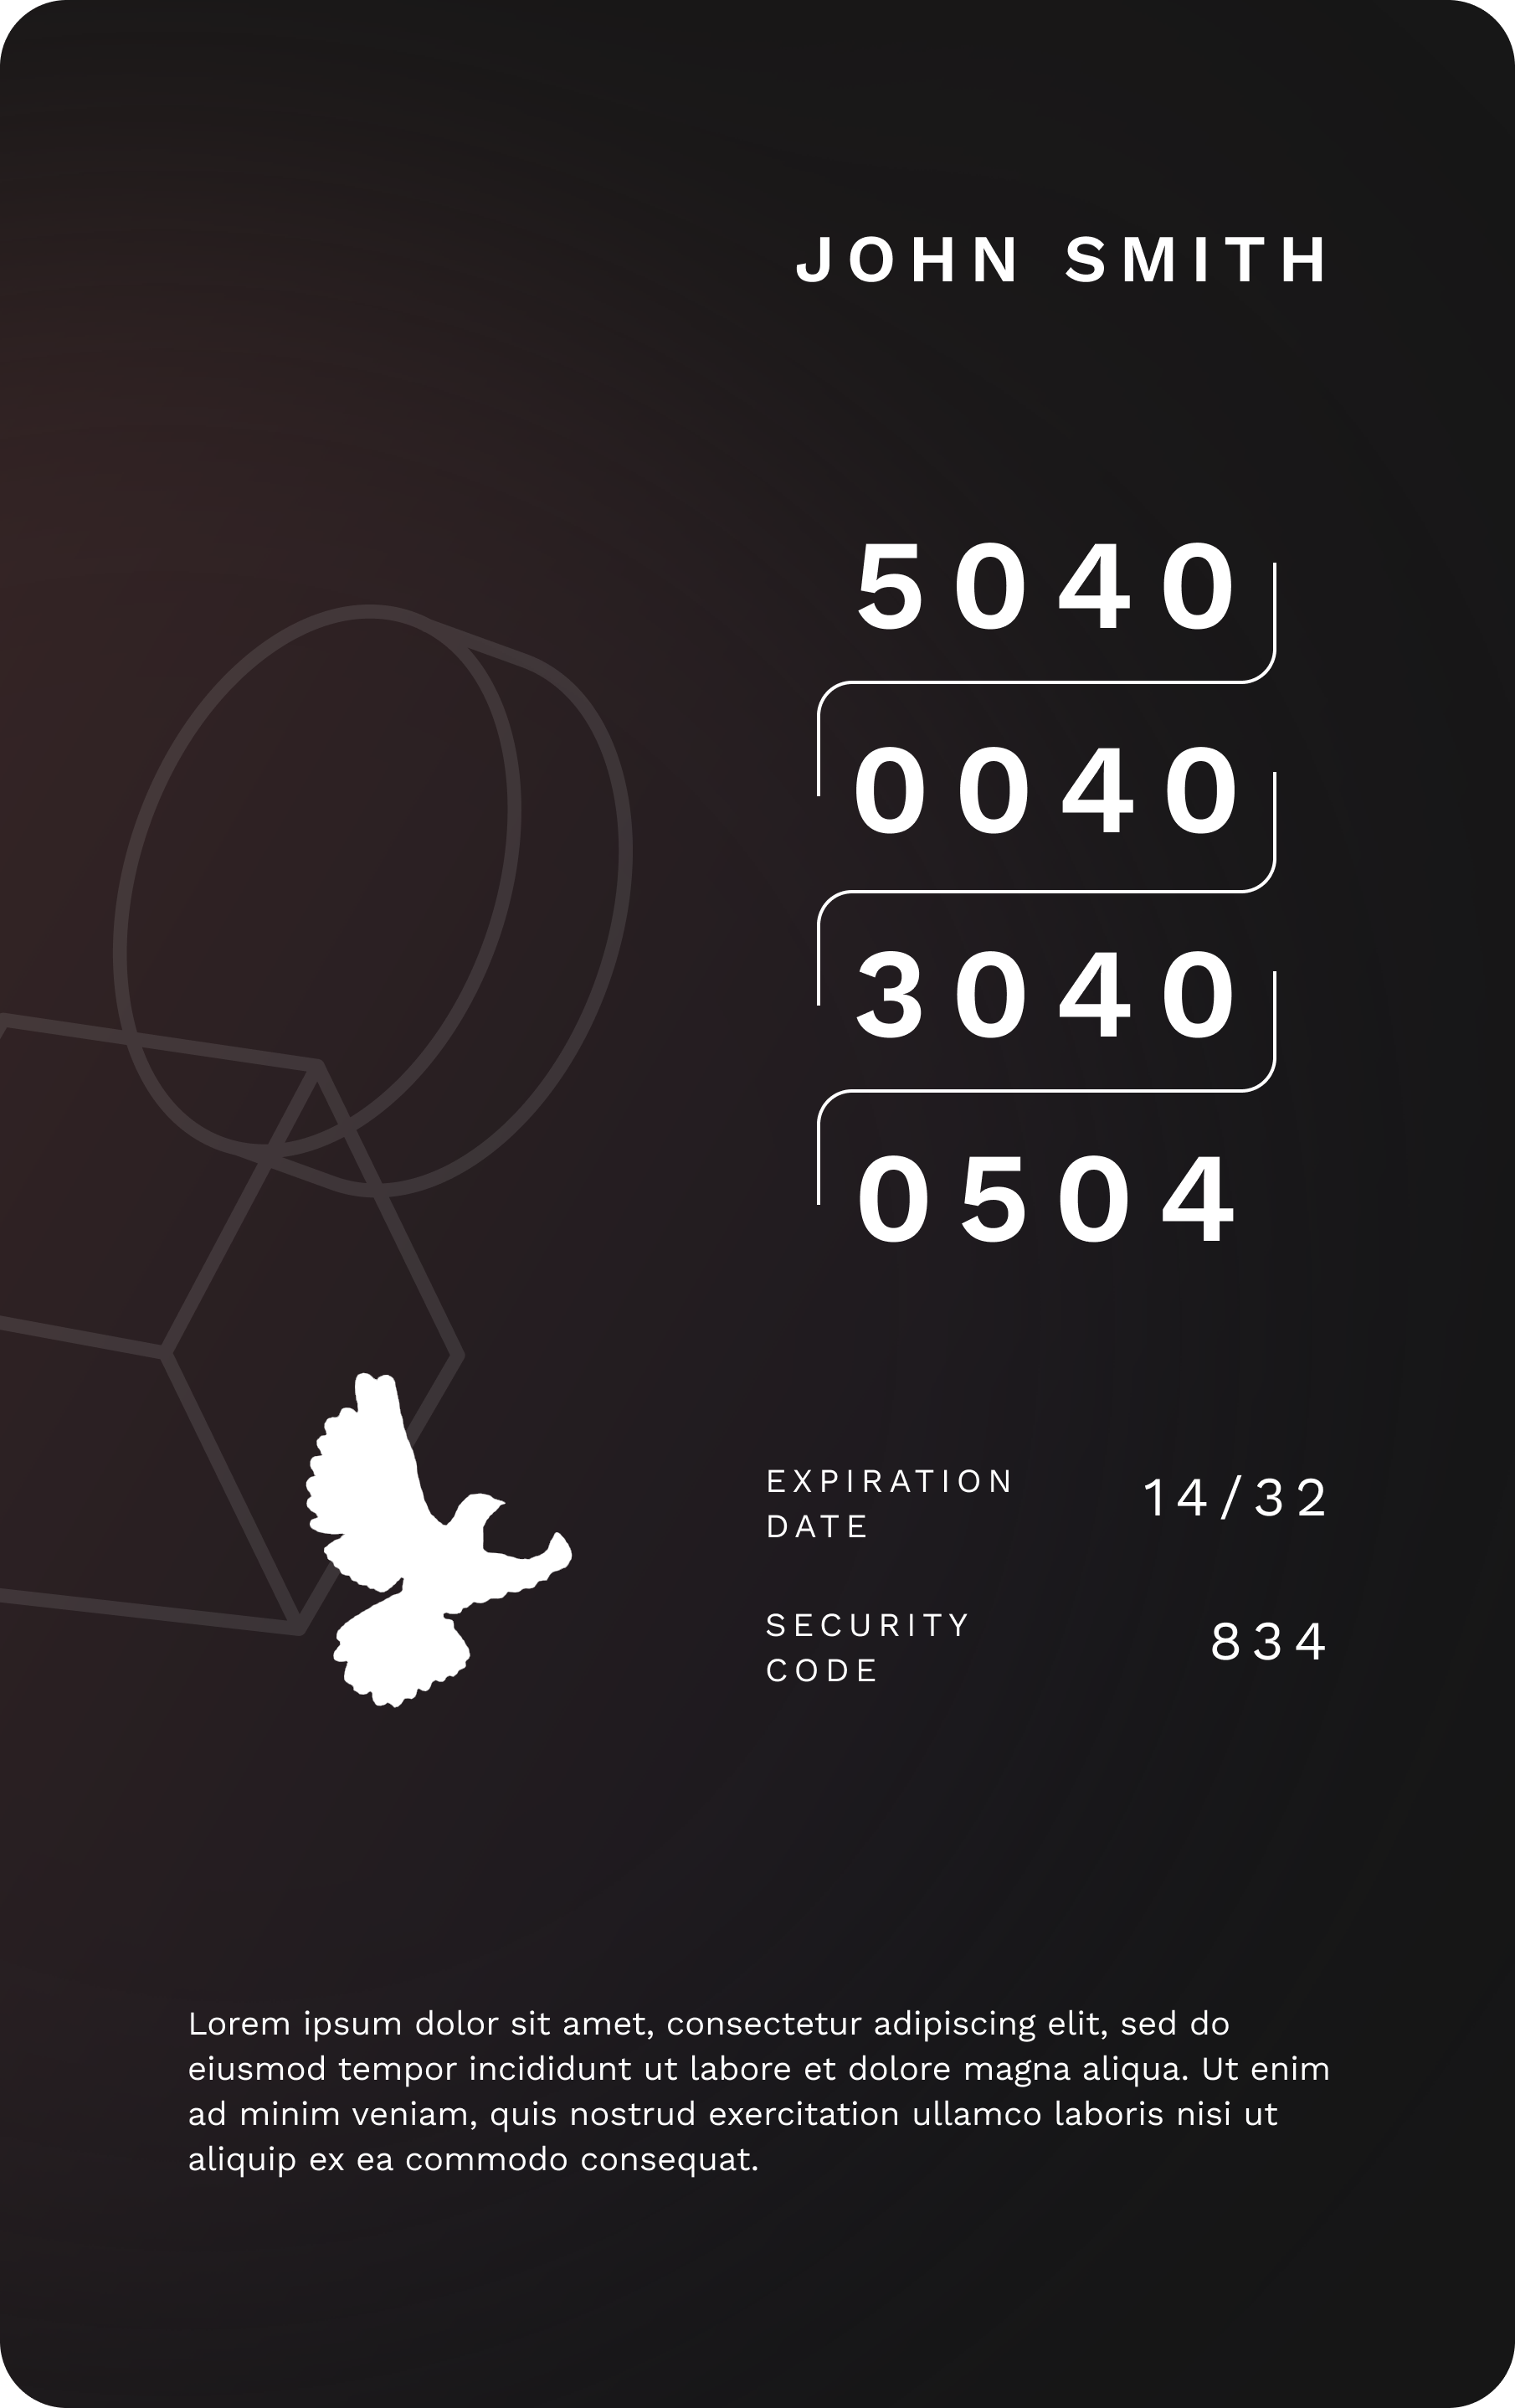 JOHN SMITH
5040
0040
3040
0504
EXPIRATION
DATE
14/32
SECURITY
CODE
834
Lorem ipsum dolor sit amet, consectetur adipiscing elit, sed do
eiusmod tempor incididunt ut labore et dolore magna aliqua. Ut enim
ad minim veniam, quis nostrud exercitation ullamco laboris nisi ut
aliquip ex ea commodo consequat.